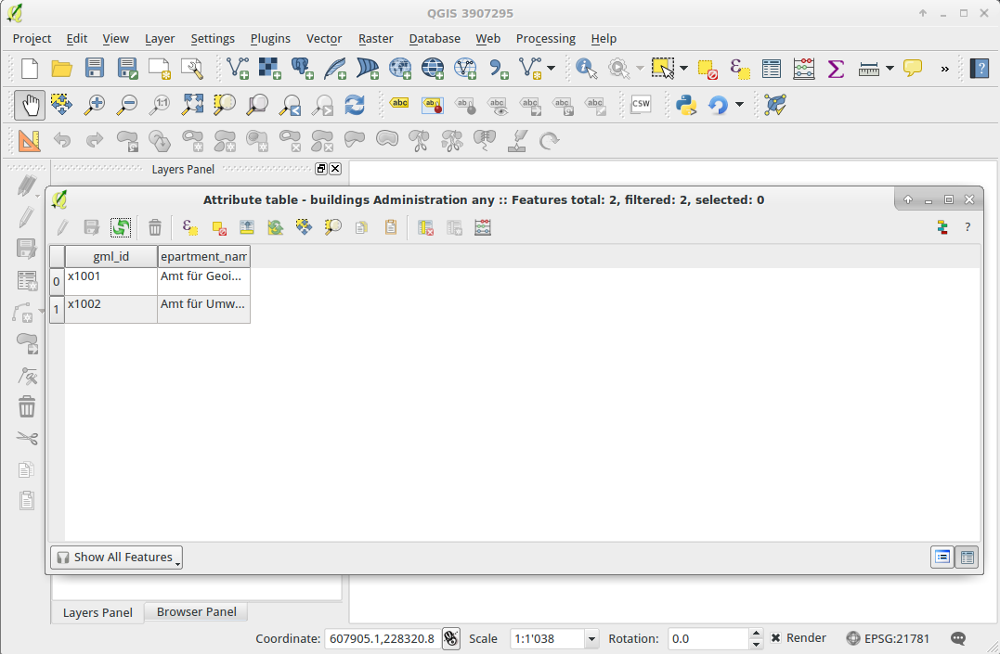 QGIS 3907295
Project Edit View Layer Settings Plugins Vector Raster Database Web Processing Help
1:1
abc abc abc abc abc abc abc CSW
Layers Panel
Attribute table - buildings Administration any :: Features total: 2, filtered: 2, selected: 0
?
gml_id epartment_nam
0 x1001 Amt für Geoi...
1 x1002 Amt für Umw...
Show All Features
Layers Panel Browser Panel
Coordinate: 607905.1,228320.8 Scale 1:1'038 Rotation: 0.0 Render EPSG:21781